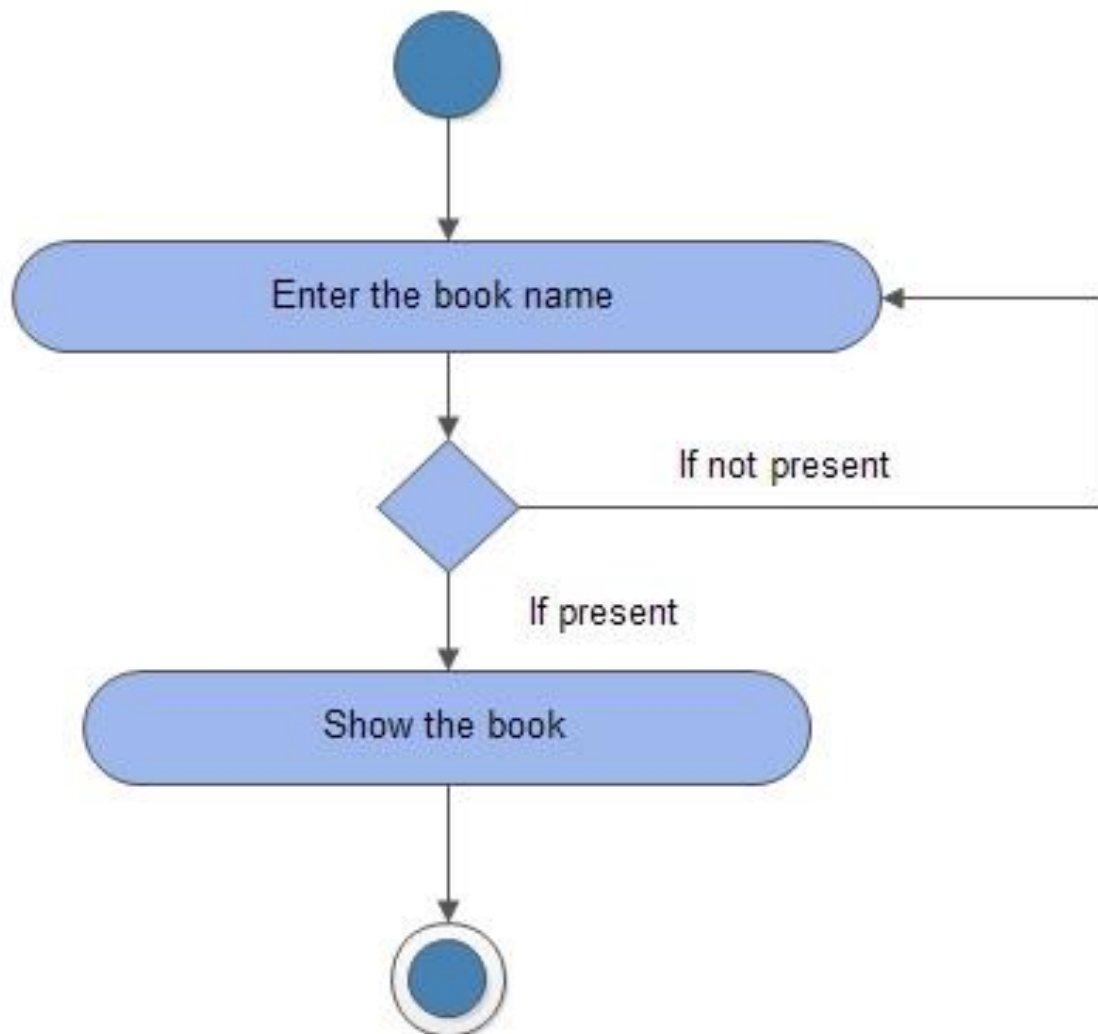 Enter the book name
If not present
If present
Show the book